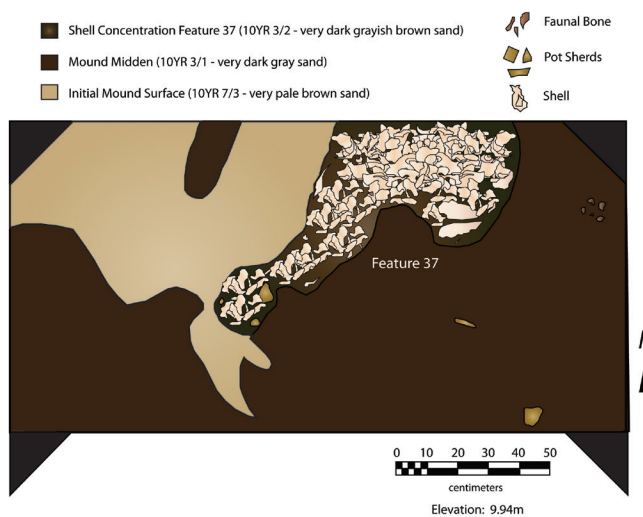 Shell Concentration Feature 37 (10YR 3/2 - very dark grayish brown sand)
Mound Midden (10YR 3/1 - very dark gray sand)
Initial Mound Surface (10YR 7/3 - very pale brown sand)
Faunal Bone
Pot Sherds
Shell
Feature 37
0 10 20 30 40 50
centimeters
Elevation: 9.94m